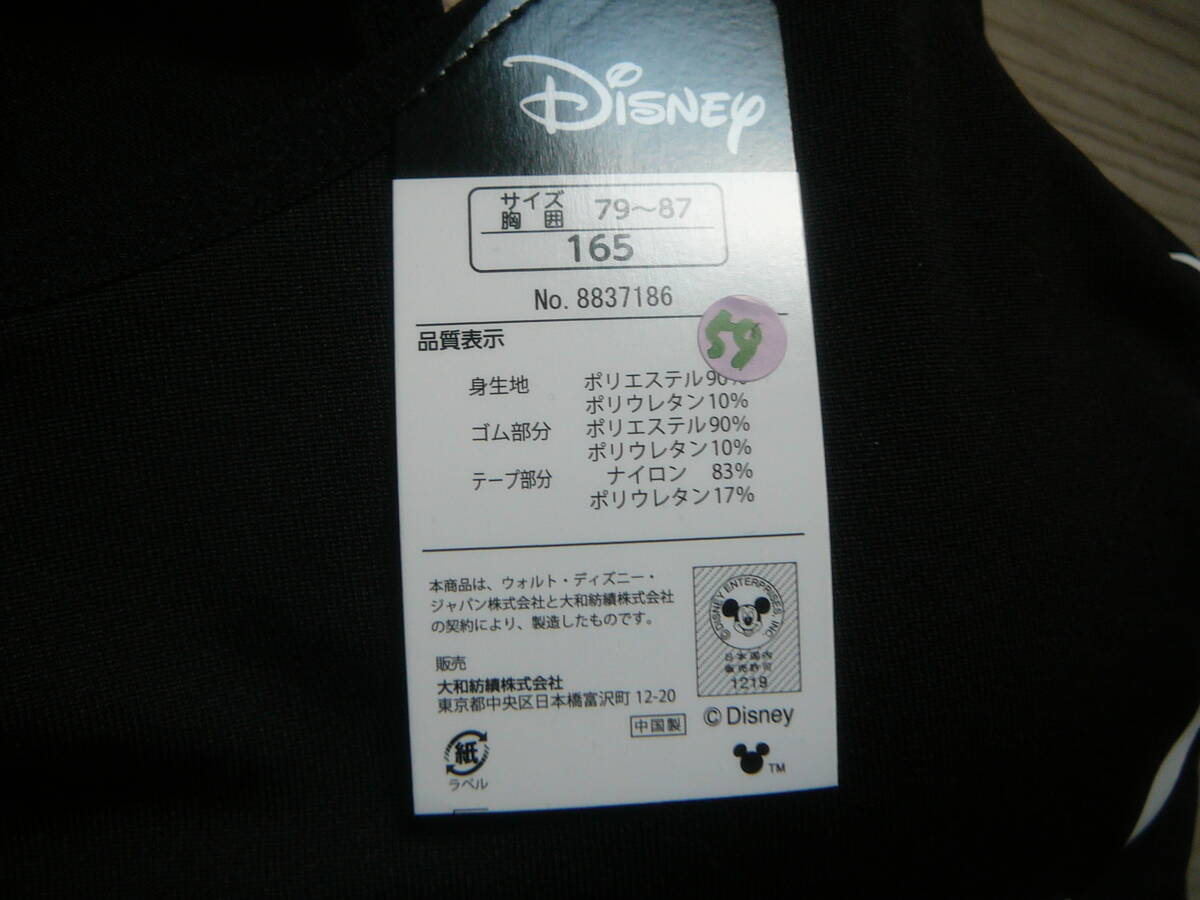 DISNEY
サイズ
胸囲 79～87
165
No. 8837186
59
品質表示
身生地 ポリエステル90%
ポリウレタン10%
ゴム部分 ポリエステル90%
ポリウレタン10%
テープ部分 ナイロン 83%
ポリウレタン17%
本商品は、ウォルト・ディズニー・
ジャパン株式会社と大和紡績株式会社
の契約により、製造したものです。
販売
大和紡績株式会社
東京都中央区日本橋富沢町 12-20
中国製
紙
ラベル
© DISNEY ENTERPRISES, INC.
日本国内
販売許可
1219
© Disney
TM